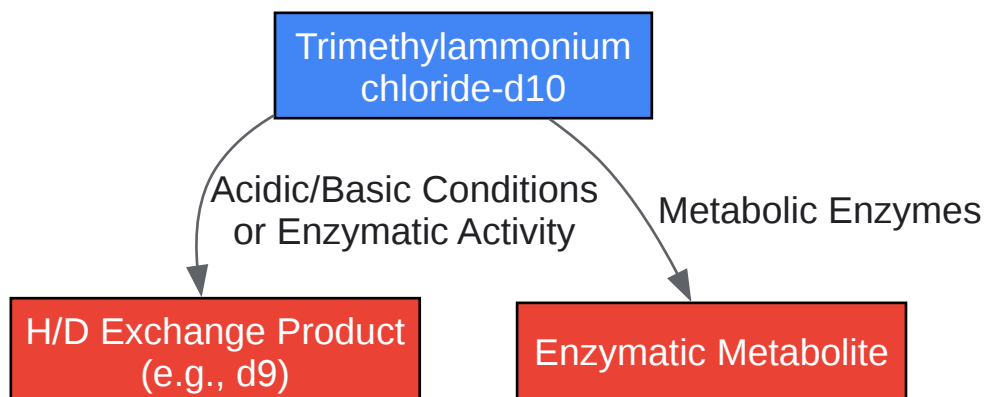 Trimethylammonium
chloride-d10
Acidic/Basic Conditions
or Enzymatic Activity
Metabolic Enzymes
H/D Exchange Product
(e.g., d9)
Enzymatic Metabolite